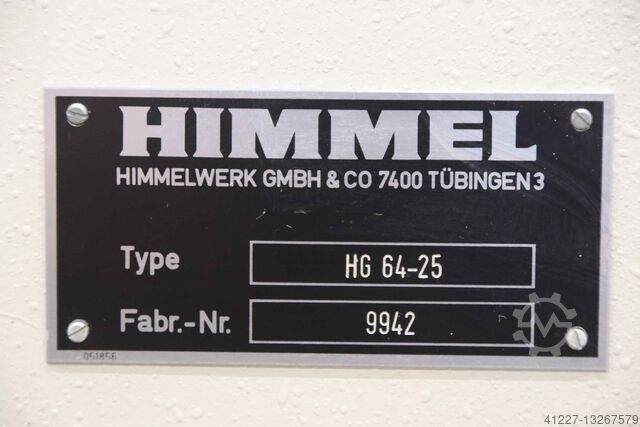 HIMMEL
HIMMELWERK GMBH & CO 7400 TÜBINGEN 3
Type HG 64-25
Fabr.-Nr. 9942
051856
41227-13267579